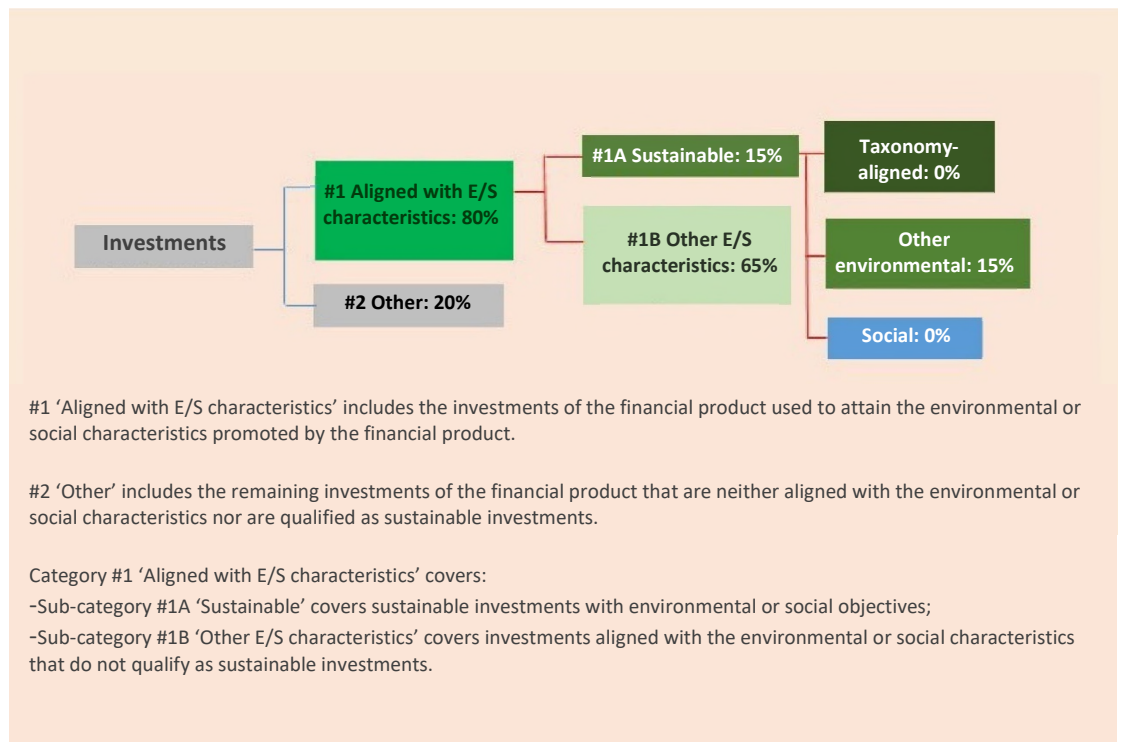 Investments
#1 Aligned with E/S
characteristics: 80%
#2 Other: 20%
#1A Sustainable: 15%
#1B Other E/S
characteristics: 65%
Taxonomy-
aligned: 0%
Other
environmental: 15%
Social: 0%
#1 ‘Aligned with E/S characteristics’ includes the investments of the financial product used to attain the environmental or
social characteristics promoted by the financial product.
#2 ‘Other’ includes the remaining investments of the financial product that are neither aligned with the environmental or
social characteristics nor are qualified as sustainable investments.
Category #1 ‘Aligned with E/S characteristics’ covers:
-Sub-category #1A ‘Sustainable’ covers sustainable investments with environmental or social objectives;
-Sub-category #1B ‘Other E/S characteristics’ covers investments aligned with the environmental or social characteristics
that do not qualify as sustainable investments.